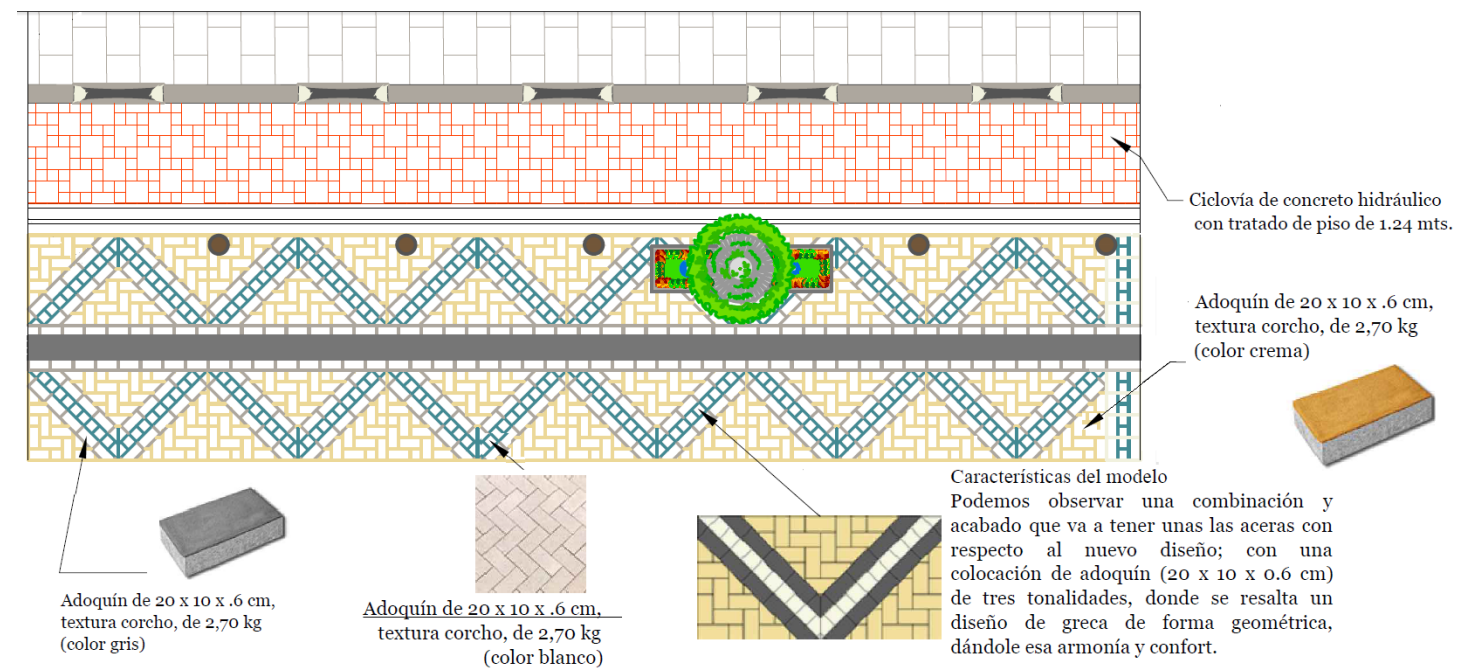 Ciclovía de concreto hidráulico
con tratado de piso de 1.24 mts.
Adoquín de 20 x 10 x .6 cm,
textura corcho, de 2,70 kg
(color crema)
Adoquín de 20 x 10 x .6 cm,
textura corcho, de 2,70 kg
(color gris)
Adoquín de 20 x 10 x .6 cm,
textura corcho, de 2,70 kg
(color blanco)
Características del modelo
Podemos observar una combinación y
acabado que va a tener unas las aceras con
respecto al nuevo diseño; con una
colocación de adoquín (20 x 10 x 0.6 cm)
de tres tonalidades, donde se resalta un
diseño de greca de forma geométrica,
dándole esa armonía y confort.